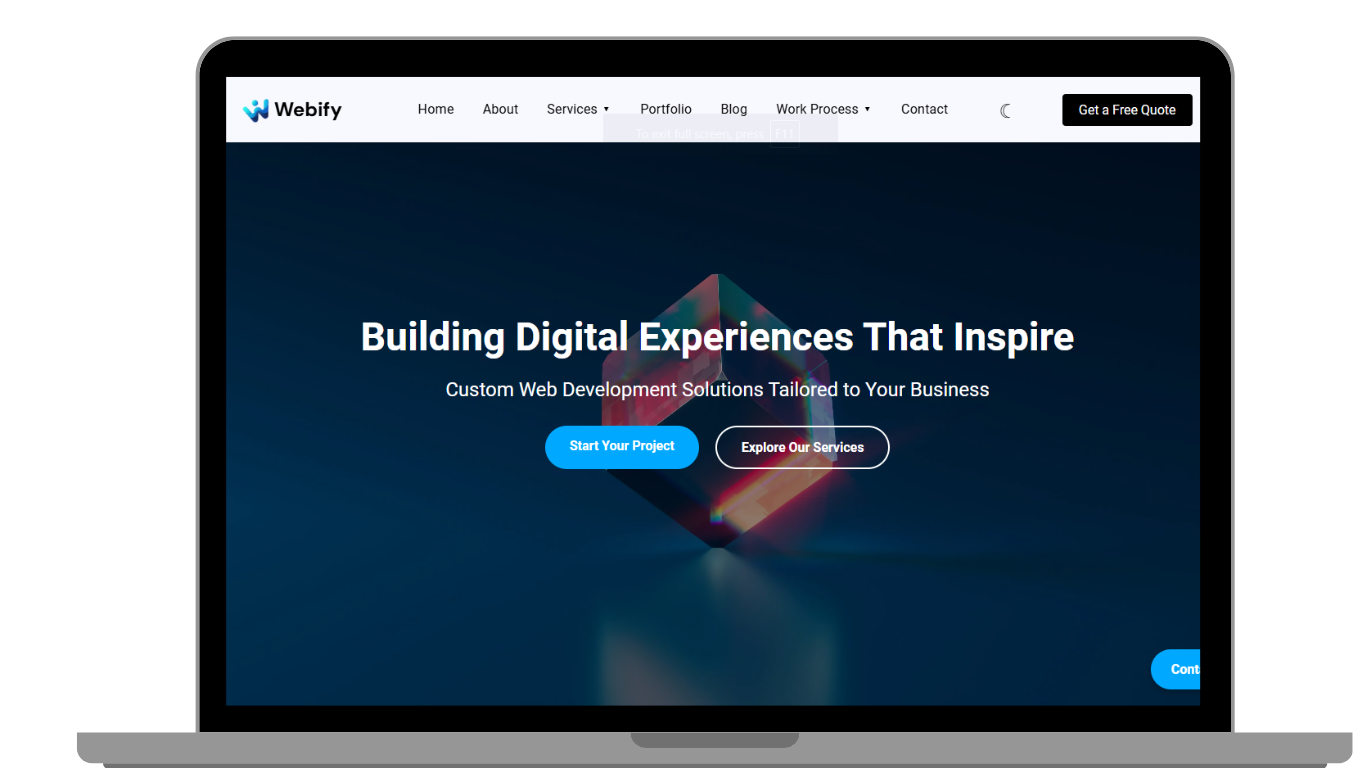 Webify
Home About Services ▼ Portfolio Blog Work Process ▼ Contact Get a Free Quote
To exit full screen, press F11
Building Digital Experiences That Inspire
Custom Web Development Solutions Tailored to Your Business
Start Your Project Explore Our Services
Cont